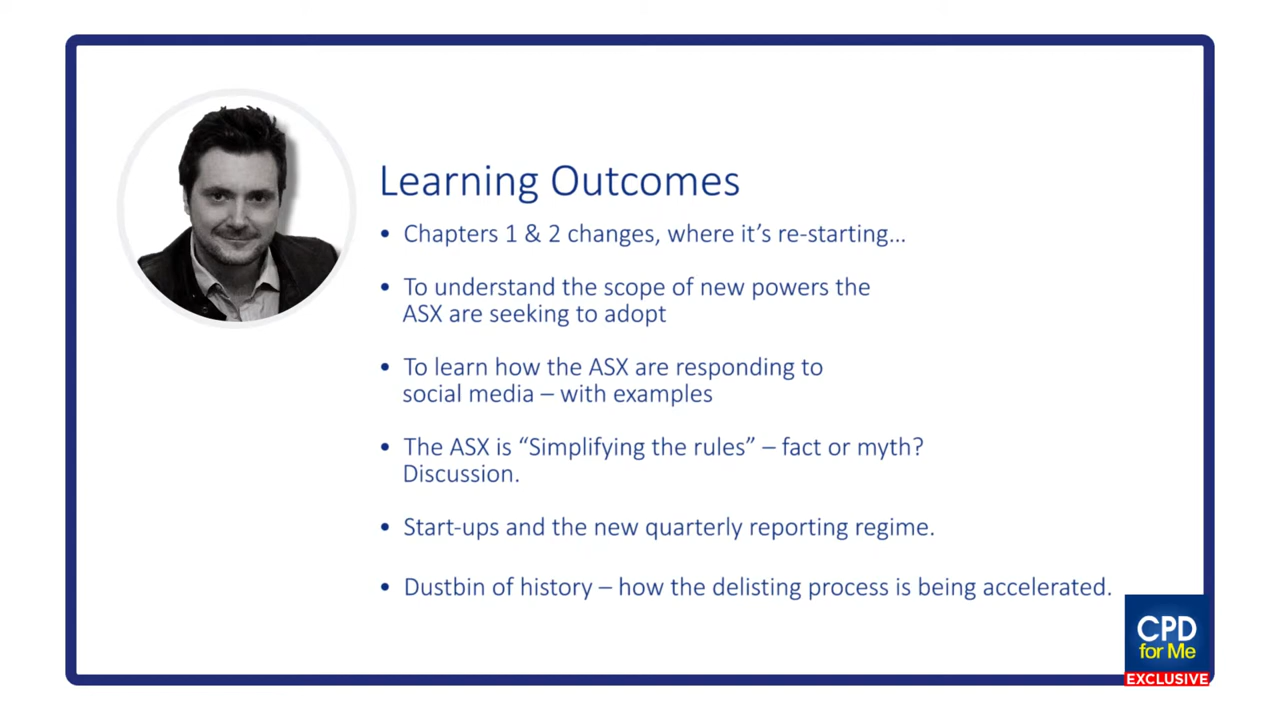 Learning Outcomes
• Chapters 1 & 2 changes, where it’s re-starting...
• To understand the scope of new powers the
ASX are seeking to adopt
• To learn how the ASX are responding to
social media – with examples
• The ASX is “Simplifying the rules” – fact or myth?
Discussion.
• Start-ups and the new quarterly reporting regime.
• Dustbin of history – how the delisting process is being accelerated.
CPD
for Me
EXCLUSIVE